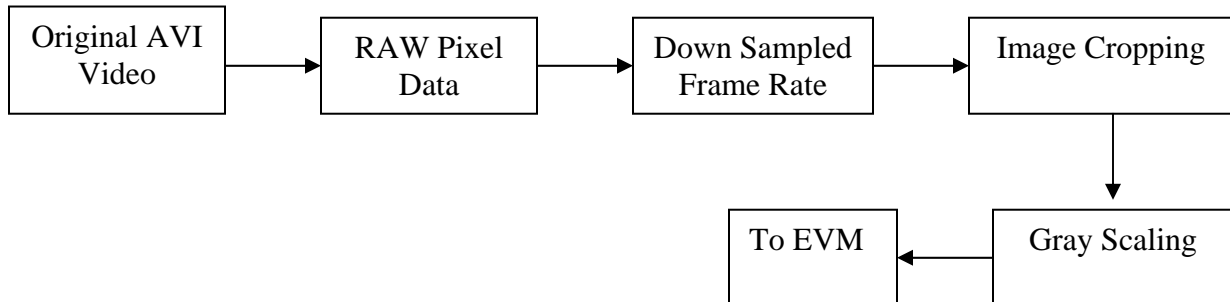 Original AVI
Video
RAW Pixel
Data
Down Sampled
Frame Rate
Image Cropping
Gray Scaling
To EVM